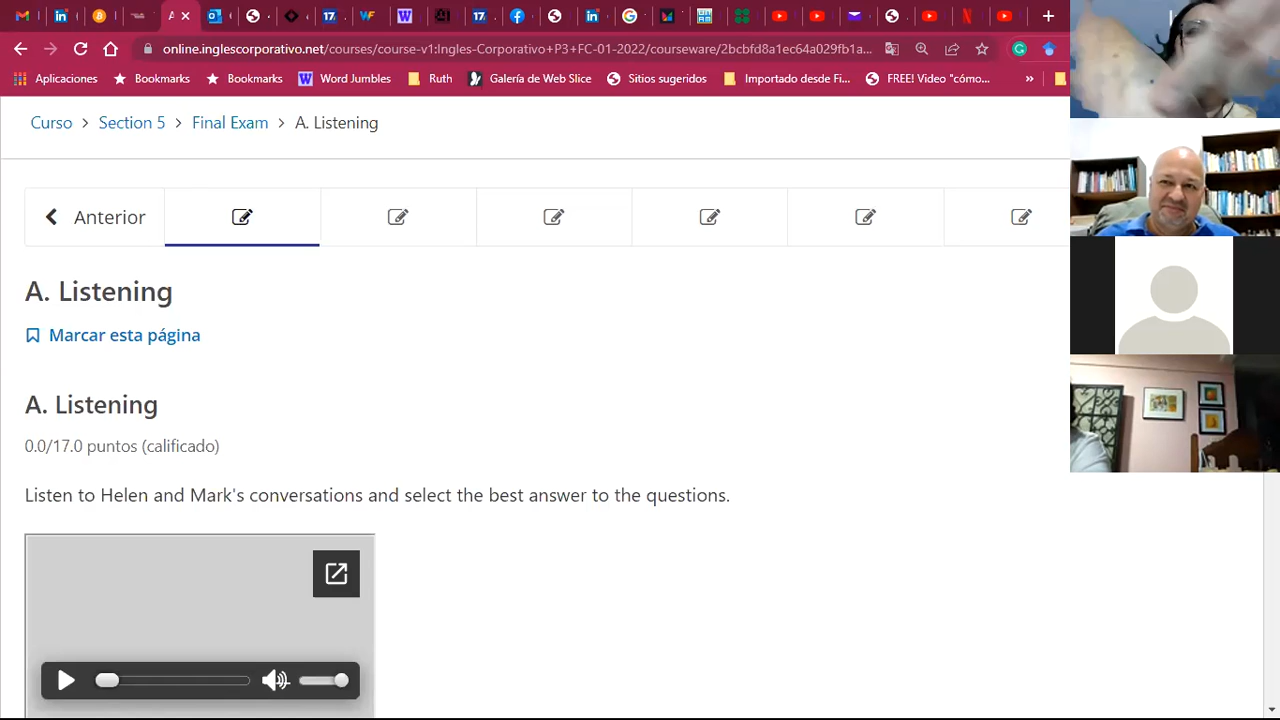 online.inglescorporativo.net/courses/course-v1:Ingles-Corporativo+P3+FC-01-2022/courseware/2bcbfd8a1ec64a029fb1a...
Aplicaciones Bookmarks Bookmarks Word Jumbles Ruth Galería de Web Slice Sitios sugeridos Importado desde Fi... FREE! Video "cómo... »
Curso > Section 5 > Final Exam > A. Listening
Anterior
A. Listening
Marcar esta página
A. Listening
0.0/17.0 puntos (calificado)
Listen to Helen and Mark's conversations and select the best answer to the questions.